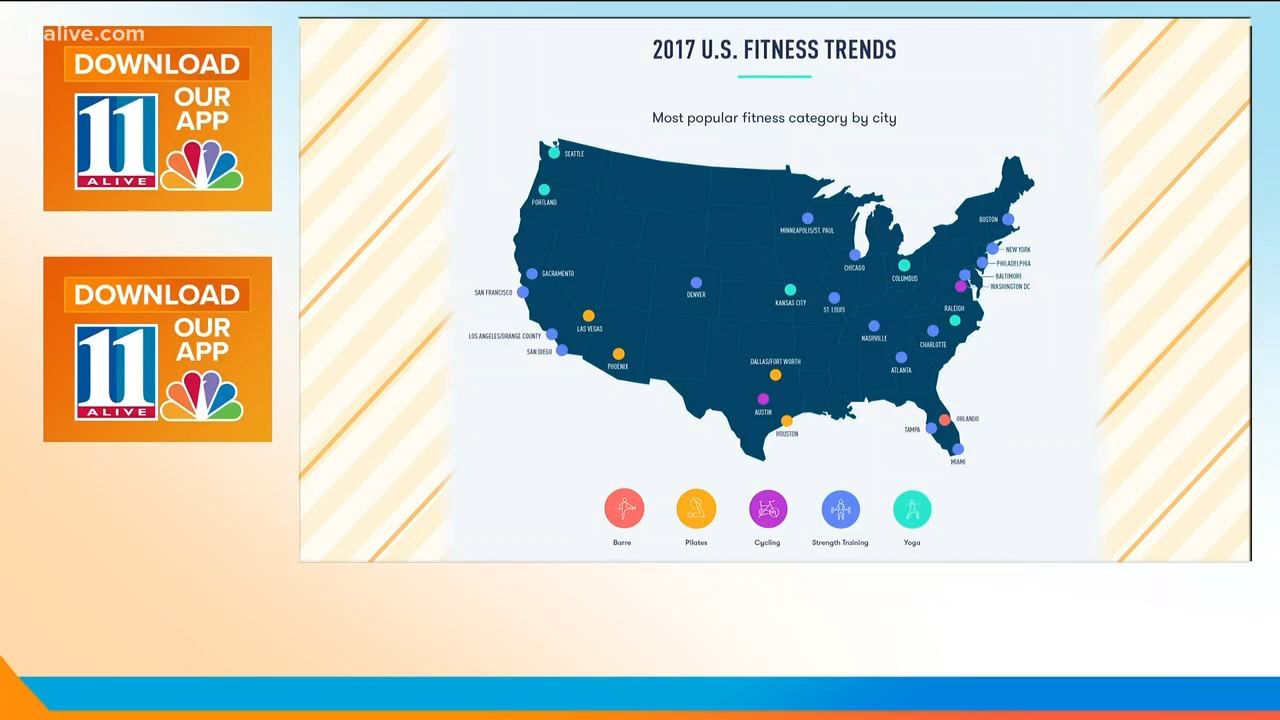 11alive.com
DOWNLOAD
OUR
APP
11
ALIVE
DOWNLOAD
OUR
APP
11
ALIVE
2017 U.S. FITNESS TRENDS
Most popular fitness category by city
SEATTLE
PORTLAND
BOSTON
MINNEAPOLIS/ST. PAUL
NEW YORK
PHILADELPHIA
CHICAGO
SACRAMENTO
COLUMBUS
BALTIMORE
WASHINGTON DC
SAN FRANCISCO
DENVER
KANSAS CITY
ST. LOUIS
RALEIGH
LAS VEGAS
LOS ANGELES/ORANGE COUNTY
NASHVILLE
CHARLOTTE
SAN DIEGO
PHOENIX
DALLAS/FORT WORTH
ATLANTA
AUSTIN
ORLANDO
TAMPA
HOUSTON
MIAMI
Barre
Pilates
Cycling
Strength Training
Yoga